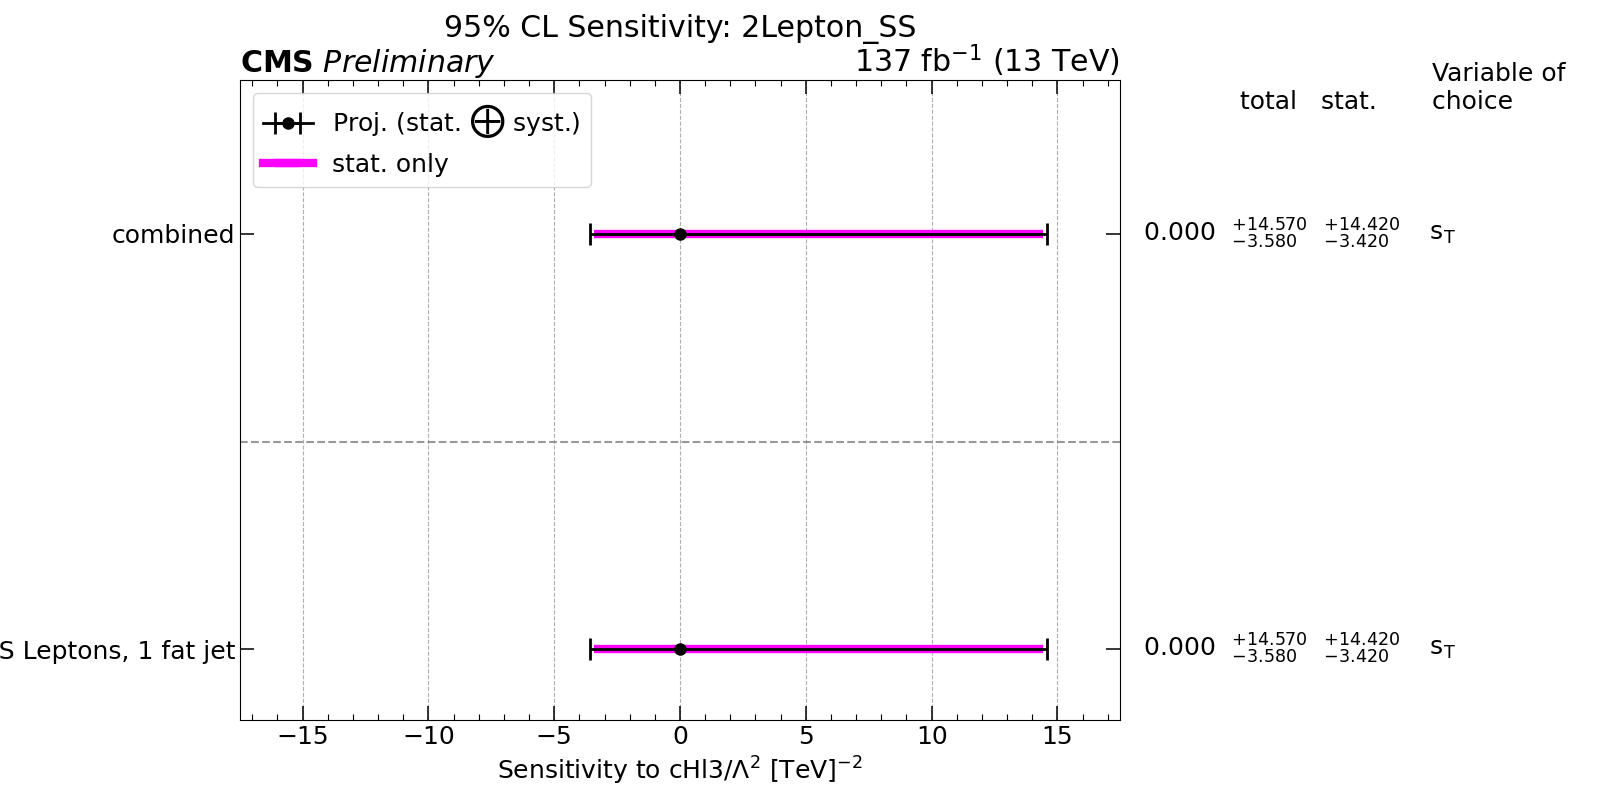 95% CL Sensitivity: 2Lepton_SS
CMS Preliminary 137 fb⁻¹ (13 TeV)
total stat. Variable of choice
Proj. (stat. ⊕ syst.)
stat. only
combined 0.000 +14.570 −3.580 +14.420 −3.420 s_T
S Leptons, 1 fat jet 0.000 +14.570 −3.580 +14.420 −3.420 s_T
−15 −10 −5 0 5 10 15
Sensitivity to cHl3/Λ² [TeV]⁻²